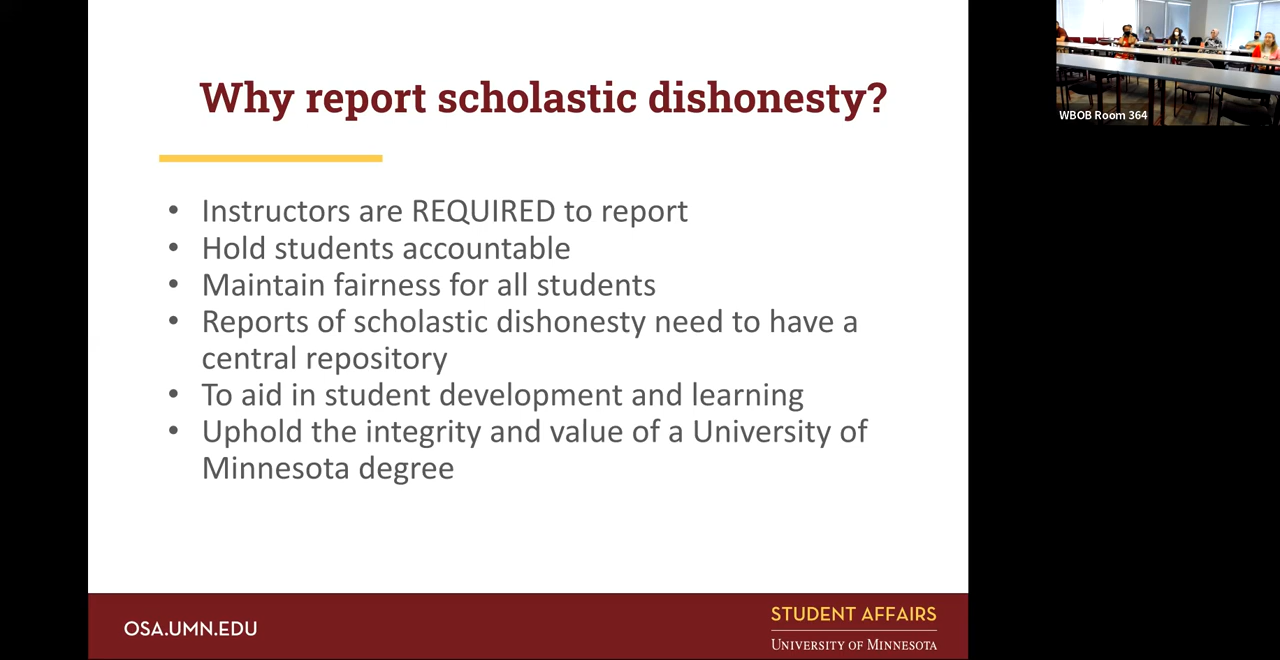 Why report scholastic dishonesty?
• Instructors are REQUIRED to report
• Hold students accountable
• Maintain fairness for all students
• Reports of scholastic dishonesty need to have a
central repository
• To aid in student development and learning
• Uphold the integrity and value of a University of
Minnesota degree
OSA.UMN.EDU
STUDENT AFFAIRS
UNIVERSITY OF MINNESOTA
WBOB Room 364